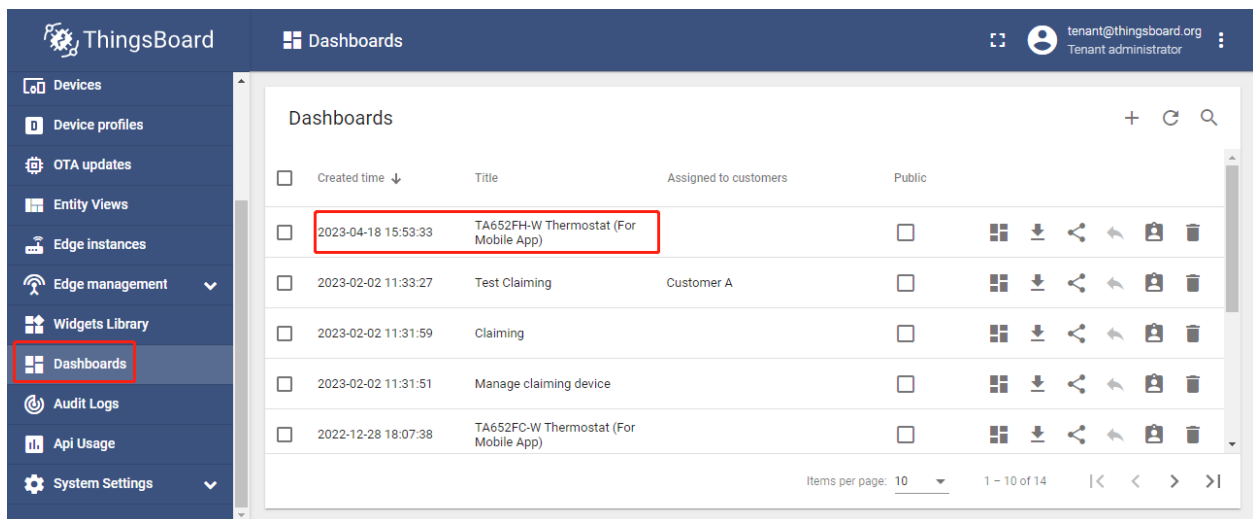 ThingsBoard
Dashboards
tenant@thingsboard.org
Tenant administrator
Devices
Device profiles
OTA updates
Entity Views
Edge instances
Edge management
Widgets Library
Dashboards
Audit Logs
Api Usage
System Settings
Dashboards
Created time
Title
Assigned to customers
Public
2023-04-18 15:53:33
TA652FH-W Thermostat (For
Mobile App)
2023-02-02 11:33:27
Test Claiming
Customer A
2023-02-02 11:31:59
Claiming
2023-02-02 11:31:51
Manage claiming device
2022-12-28 18:07:38
TA652FC-W Thermostat (For
Mobile App)
Items per page: 10
1 – 10 of 14